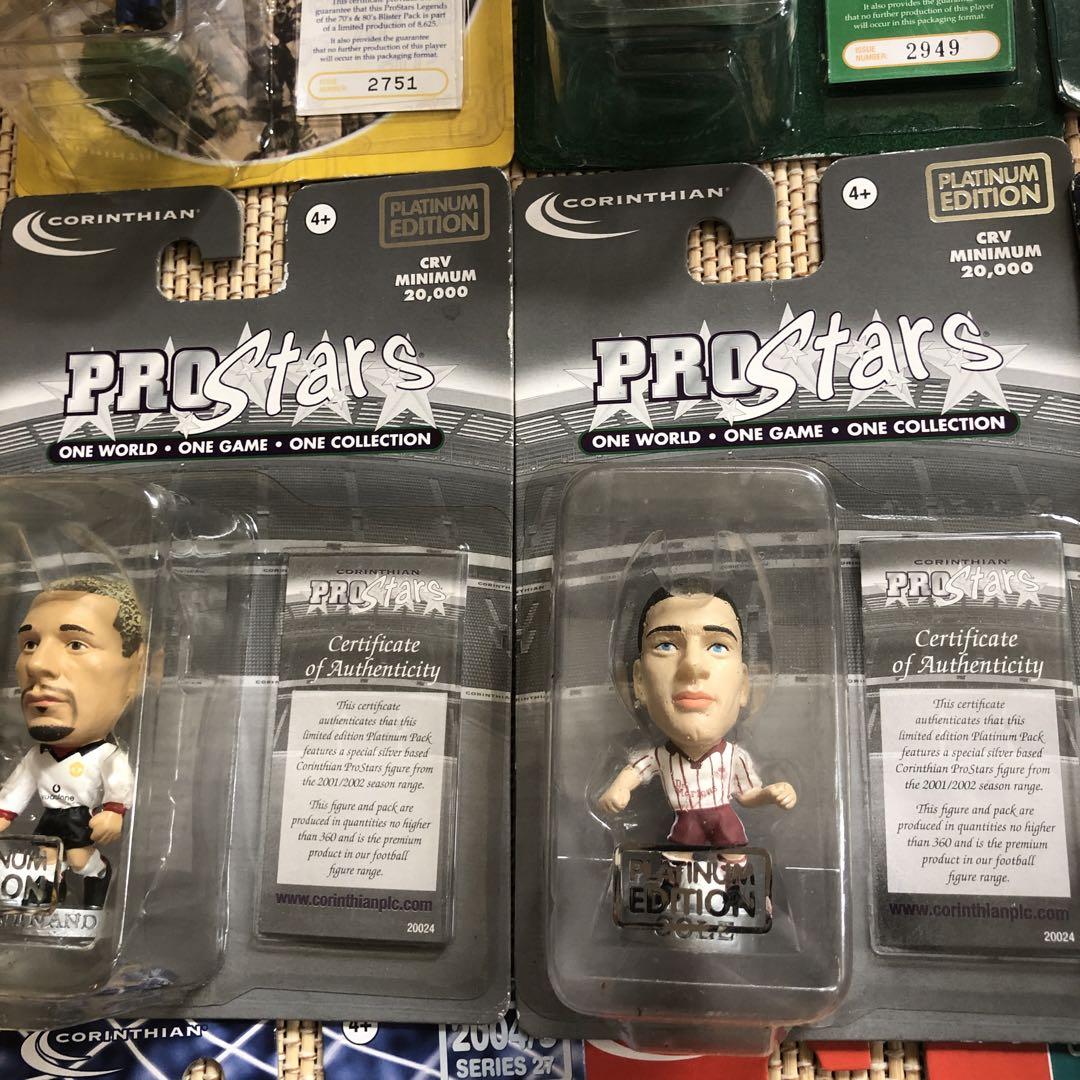 guarantee that this ProStars Legends
of the 70's & 80's Blister Pack is part
of a limited production of 8,625.
It also provides the guarantee
that no further production of this player
will occur in this packaging format.
ISSUE
NUMBER:
2751
It also provides the guarantee
that no further production of this player
will occur in this packaging format.
ISSUE
NUMBER:
2949
CORINTHIAN
4+
PLATINUM
EDITION
CRV
MINIMUM
20,000
PROStars
ONE WORLD • ONE GAME • ONE COLLECTION
CORINTHIAN
PROStars
Certificate
of Authenticity
This certificate
authenticates that this
limited edition Platinum Pack
features a special silver based
Corinthian ProStars figure from
the 2001/2002 season range.
This figure and pack are
produced in quantities no higher
than 360 and is the premium
product in our football
figure range.
www.corinthianplc.com
20024
vodafone
CORINTHIAN
4+
PLATINUM
EDITION
CRV
MINIMUM
20,000
PROStars
ONE WORLD • ONE GAME • ONE COLLECTION
CORINTHIAN
PROStars
Certificate
of Authenticity
This certificate
authenticates that this
limited edition Platinum Pack
features a special silver based
Corinthian ProStars figure from
the 2001/2002 season range.
This figure and pack are
produced in quantities no higher
than 360 and is the premium
product in our football
figure range.
www.corinthianplc.com
20024
PLATINUM
EDITION
CORINTHIAN
4+
SERIES 27